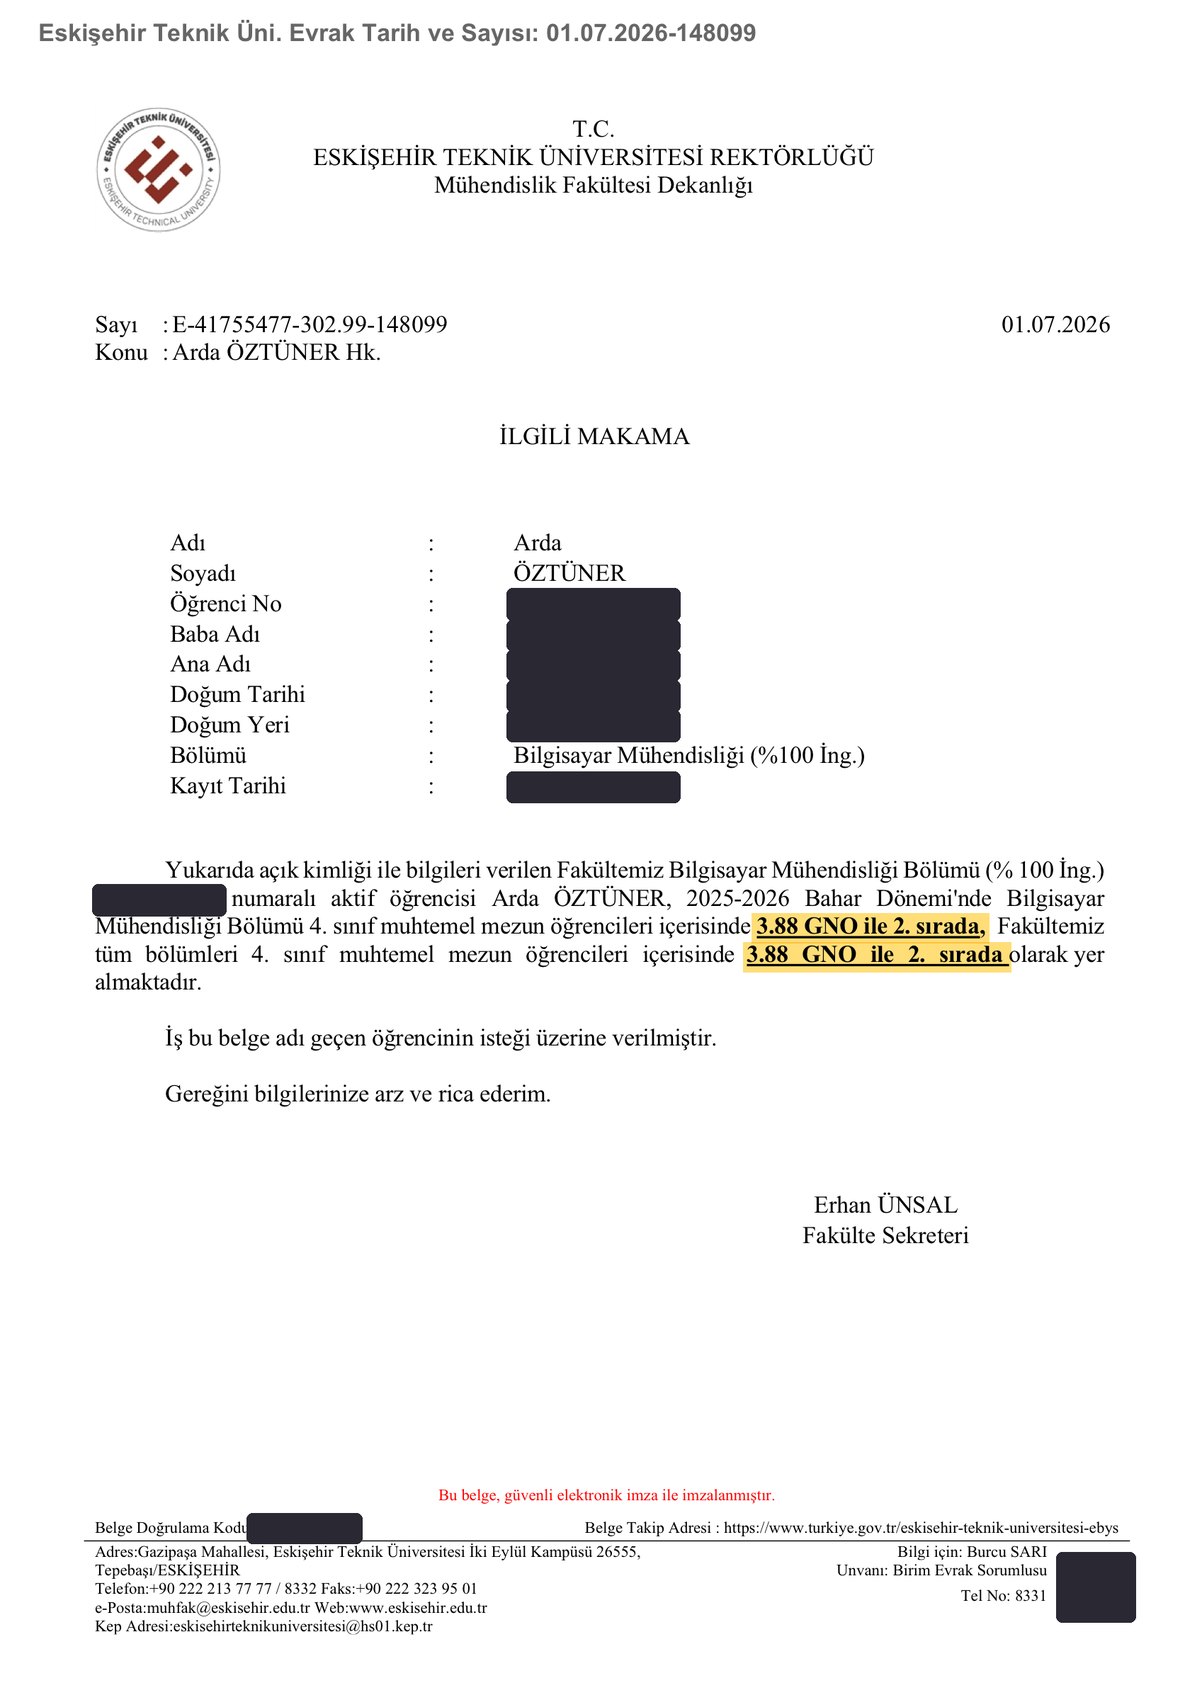 Eskişehir Teknik Üni. Evrak Tarih ve Sayısı: 01.07.2026-148099
ESKİŞEHİR TEKNİK ÜNİVERSİTESİ
ESKİŞEHİR TECHNICAL UNIVERSITY
T.C.
ESKİŞEHİR TEKNİK ÜNİVERSİTESİ REKTÖRLÜĞÜ
Mühendislik Fakültesi Dekanlığı
Sayı : E-41755477-302.99-148099 01.07.2026
Konu : Arda ÖZTÜNER Hk.
İLGİLİ MAKAMA
Adı : Arda
Soyadı : ÖZTÜNER
Öğrenci No :
Baba Adı :
Ana Adı :
Doğum Tarihi :
Doğum Yeri :
Bölümü : Bilgisayar Mühendisliği (%100 İng.)
Kayıt Tarihi :
Yukarıda açık kimliği ile bilgileri verilen Fakültemiz Bilgisayar Mühendisliği Bölümü (% 100 İng.)
numaralı aktif öğrencisi Arda ÖZTÜNER, 2025-2026 Bahar Dönemi'nde Bilgisayar
Mühendisliği Bölümü 4. sınıf muhtemel mezun öğrencileri içerisinde 3.88 GNO ile 2. sırada, Fakültemiz
tüm bölümleri 4. sınıf muhtemel mezun öğrencileri içerisinde 3.88 GNO ile 2. sırada olarak yer
almaktadır.
İş bu belge adı geçen öğrencinin isteği üzerine verilmiştir.
Gereğini bilgilerinize arz ve rica ederim.
Erhan ÜNSAL
Fakülte Sekreteri
Bu belge, güvenli elektronik imza ile imzalanmıştır.
Belge Doğrulama Kodu Belge Takip Adresi : https://www.turkiye.gov.tr/eskisehir-teknik-universitesi-ebys
Adres:Gazipaşa Mahallesi, Eskişehir Teknik Üniversitesi İki Eylül Kampüsü 26555, Bilgi için: Burcu SARI
Tepebaşı/ESKİŞEHİR Unvanı: Birim Evrak Sorumlusu
Telefon:+90 222 213 77 77 / 8332 Faks:+90 222 323 95 01 Tel No: 8331
e-Posta:muhfak@eskisehir.edu.tr Web:www.eskisehir.edu.tr
Kep Adresi:eskisehirteknikuniversitesi@hs01.kep.tr